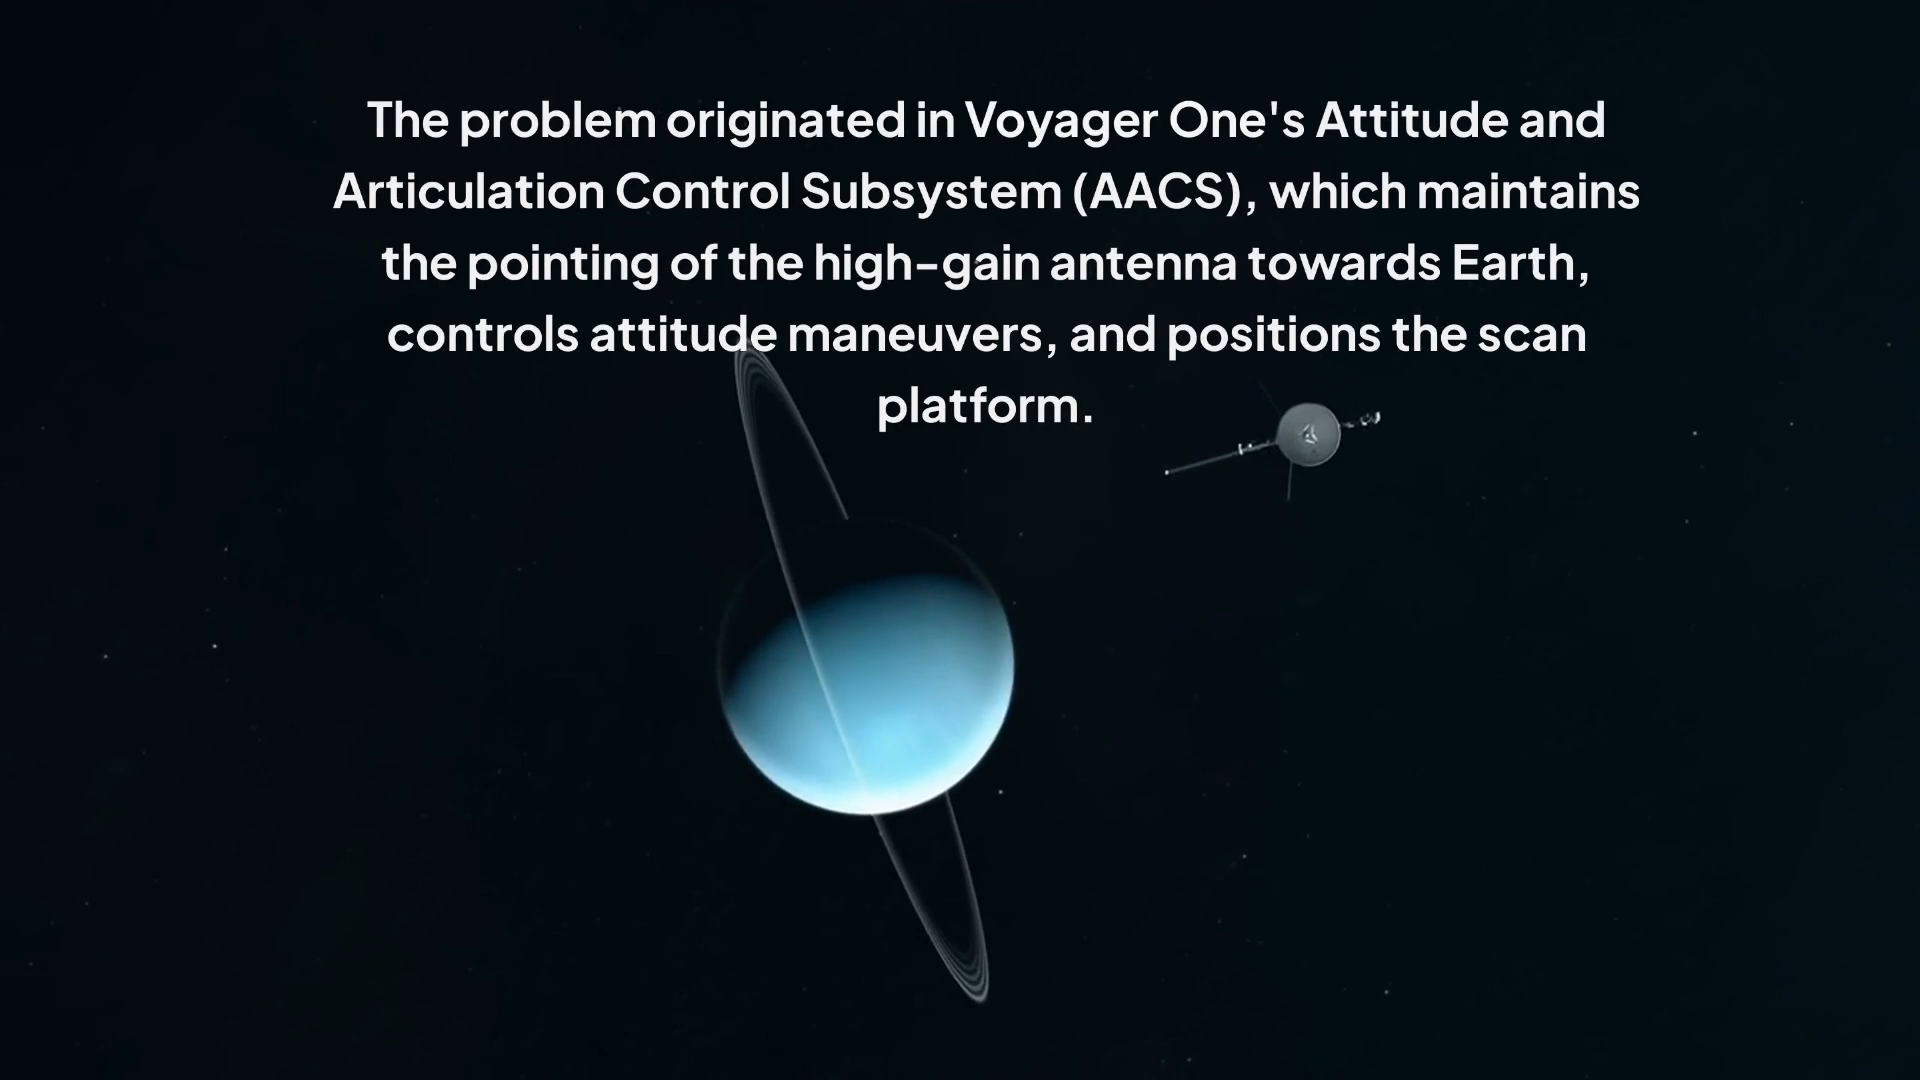 The problem originated in Voyager One's Attitude and
Articulation Control Subsystem (AACS), which maintains
the pointing of the high-gain antenna towards Earth,
controls attitude maneuvers, and positions the scan
platform.